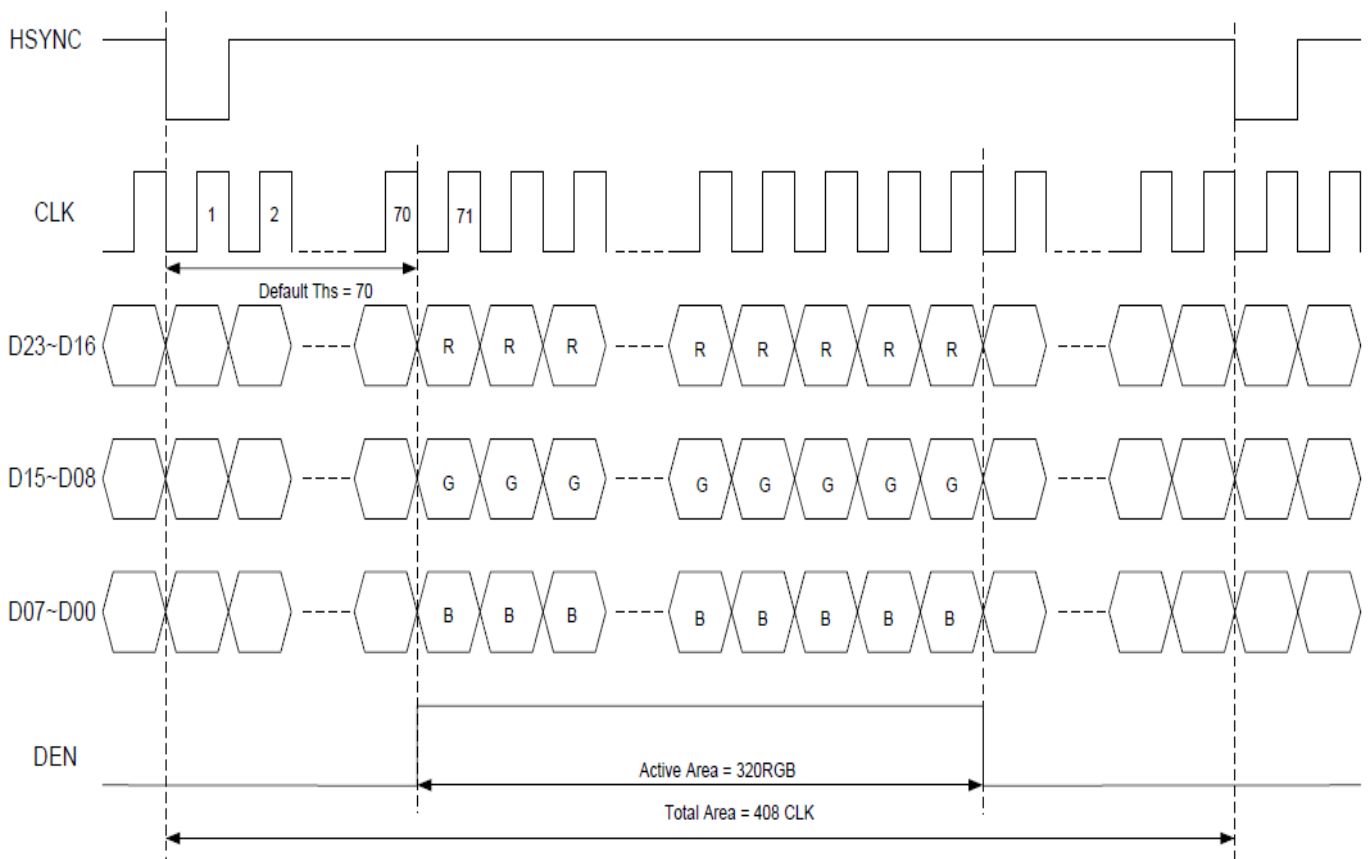 HSYNC
CLK
1 2 70 71
Default Ths = 70
D23~D16
R R R R R R R R
D15~D08
G G G G G G G G
D07~D00
B B B B B B B B
DEN
Active Area = 320RGB
Total Area = 408 CLK